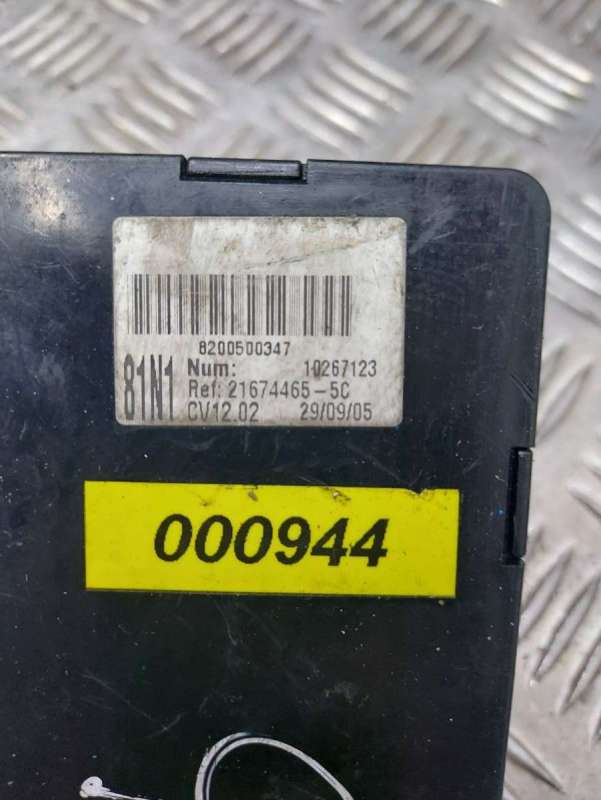 8200500347
81N1
Num: 10267123
Ref: 21674465-5C
CV12.02 29/09/05
000944